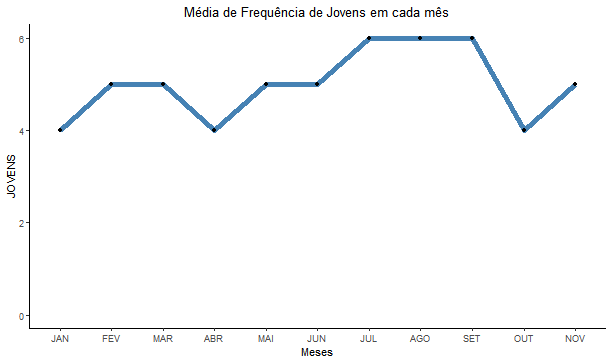 Média de Frequência de Jovens em cada mês
JOVENS
6
4
2
0
JAN FEV MAR ABR MAI JUN JUL AGO SET OUT NOV
Meses